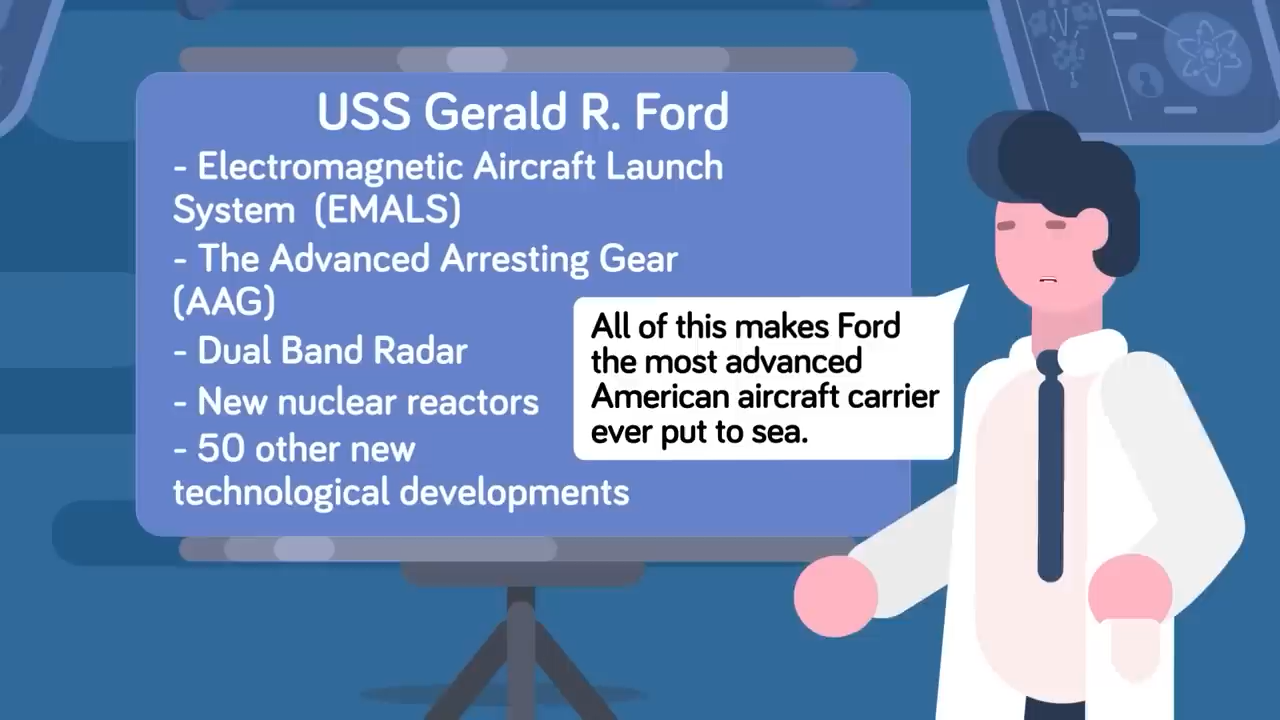 USS Gerald R. Ford
- Electromagnetic Aircraft Launch
System (EMALS)
- The Advanced Arresting Gear
(AAG)
- Dual Band Radar
- New nuclear reactors
- 50 other new
technological developments
All of this makes Ford
the most advanced
American aircraft carrier
ever put to sea.